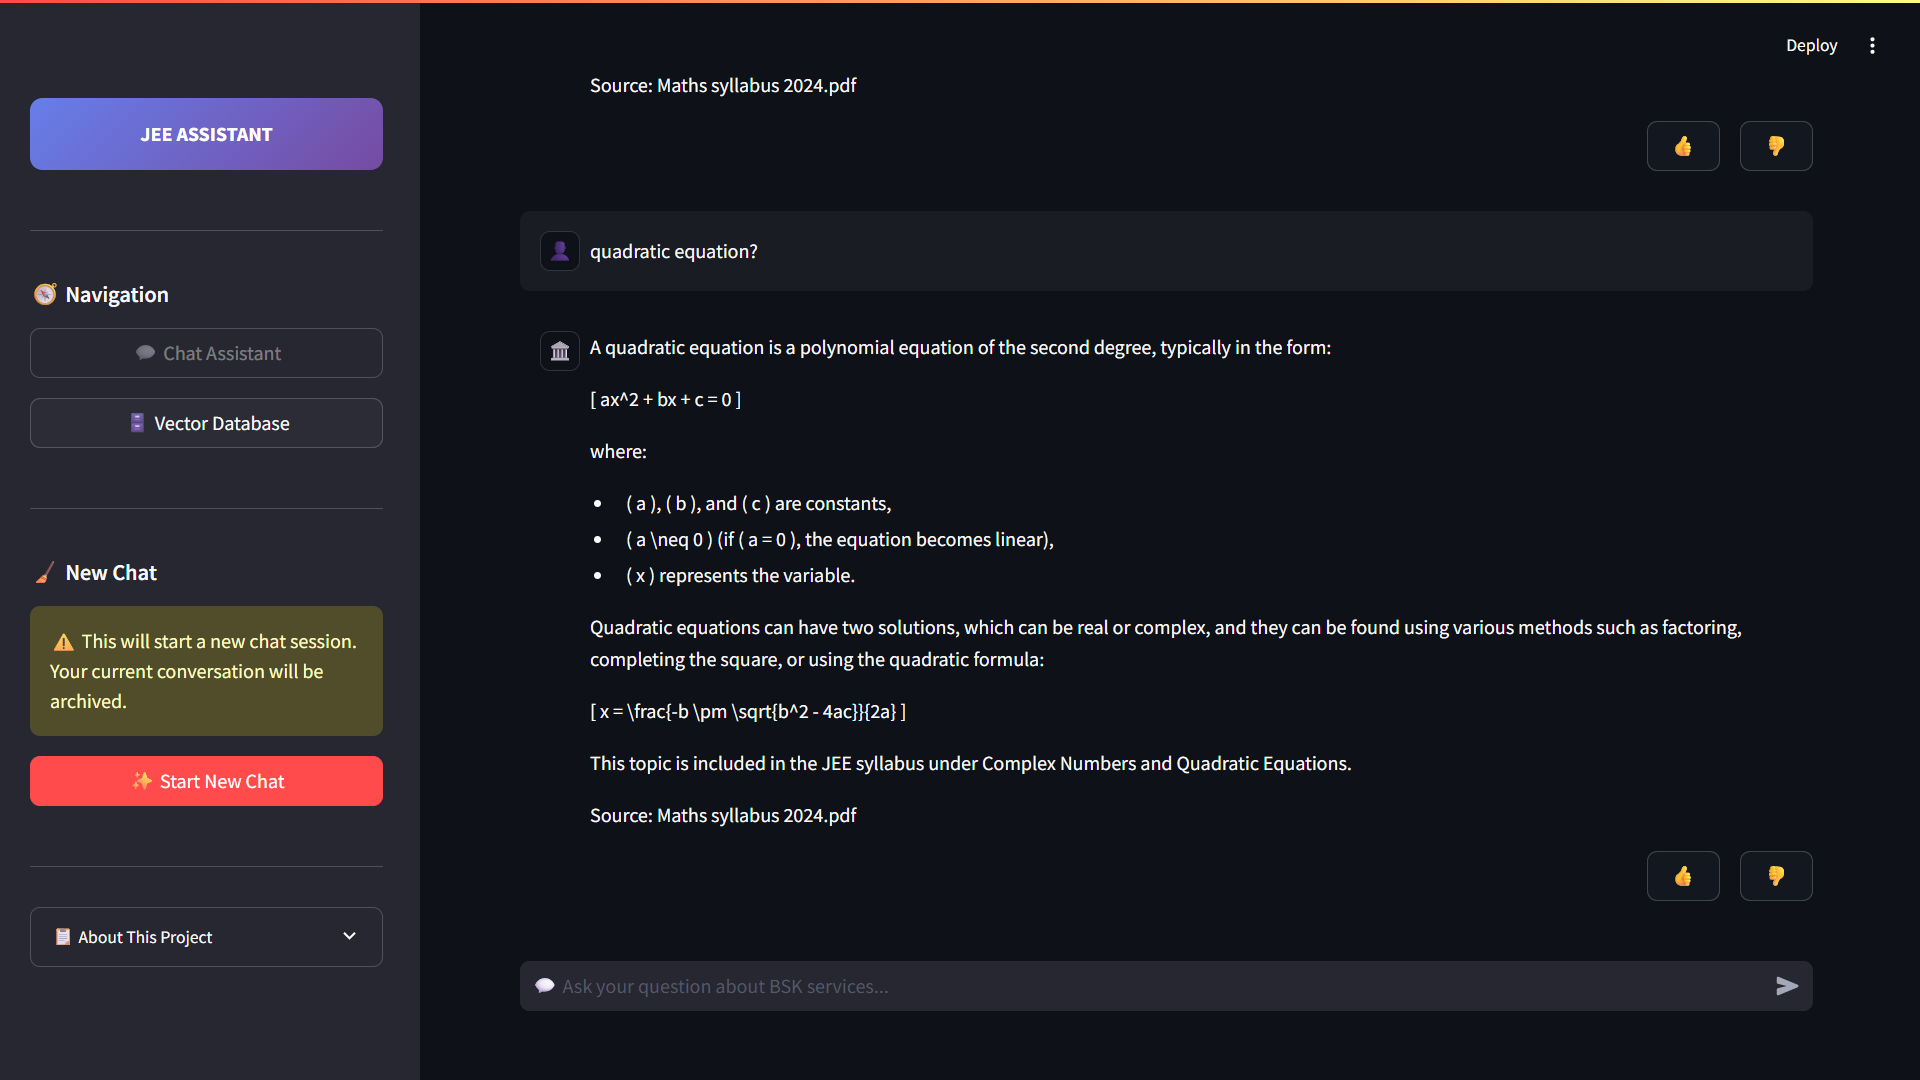 Deploy
JEE ASSISTANT
Navigation
Chat Assistant
Vector Database
New Chat
This will start a new chat session.
Your current conversation will be
archived.
Start New Chat
About This Project
Source: Maths syllabus 2024.pdf
quadratic equation?
A quadratic equation is a polynomial equation of the second degree, typically in the form:
[ ax^2 + bx + c = 0 ]
where:
• ( a ), ( b ), and ( c ) are constants,
• ( a \neq 0 ) (if ( a = 0 ), the equation becomes linear),
• ( x ) represents the variable.
Quadratic equations can have two solutions, which can be real or complex, and they can be found using various methods such as factoring,
completing the square, or using the quadratic formula:
[ x = \frac{-b \pm \sqrt{b^2 - 4ac}}{2a} ]
This topic is included in the JEE syllabus under Complex Numbers and Quadratic Equations.
Source: Maths syllabus 2024.pdf
Ask your question about BSK services...